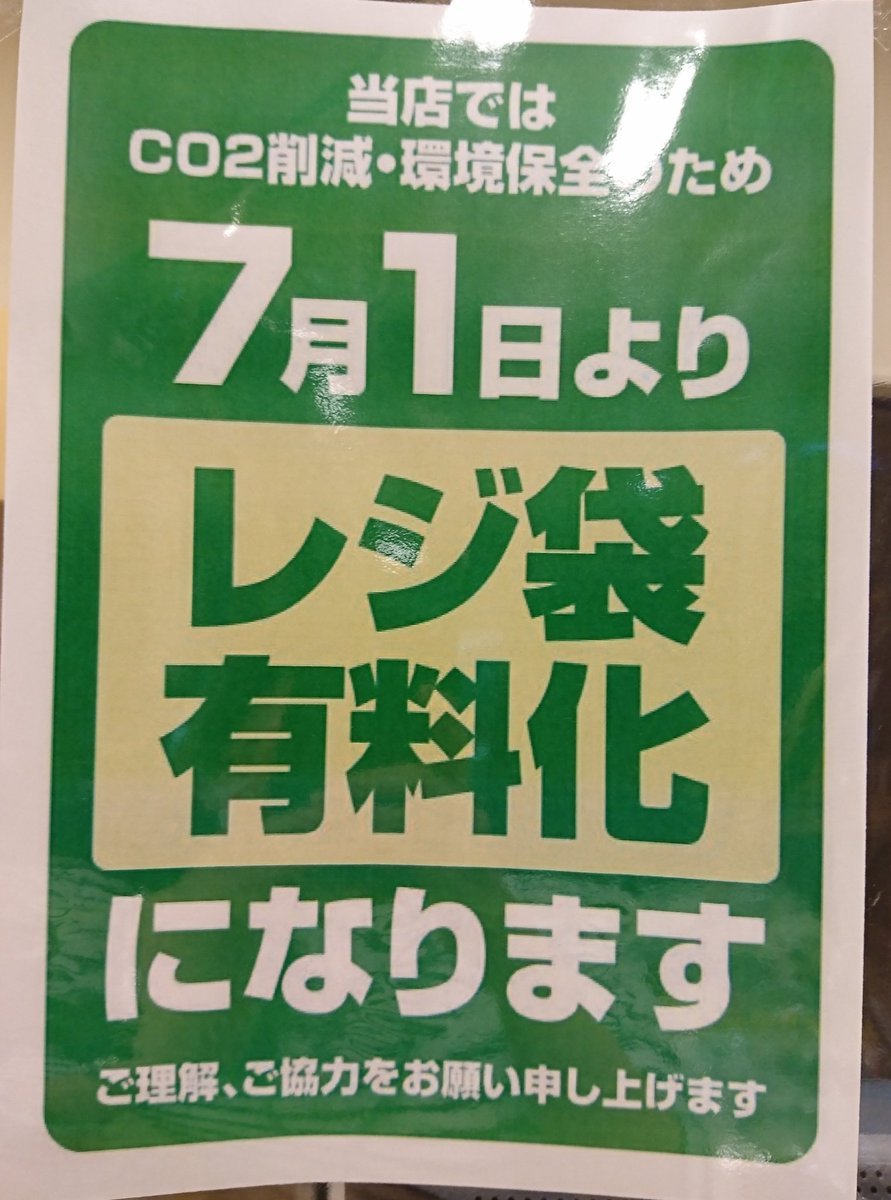 当店では
CO2削減・環境保全のため
7月1日より
レジ袋
有料化
になります
ご理解、ご協力をお願い申し上げます